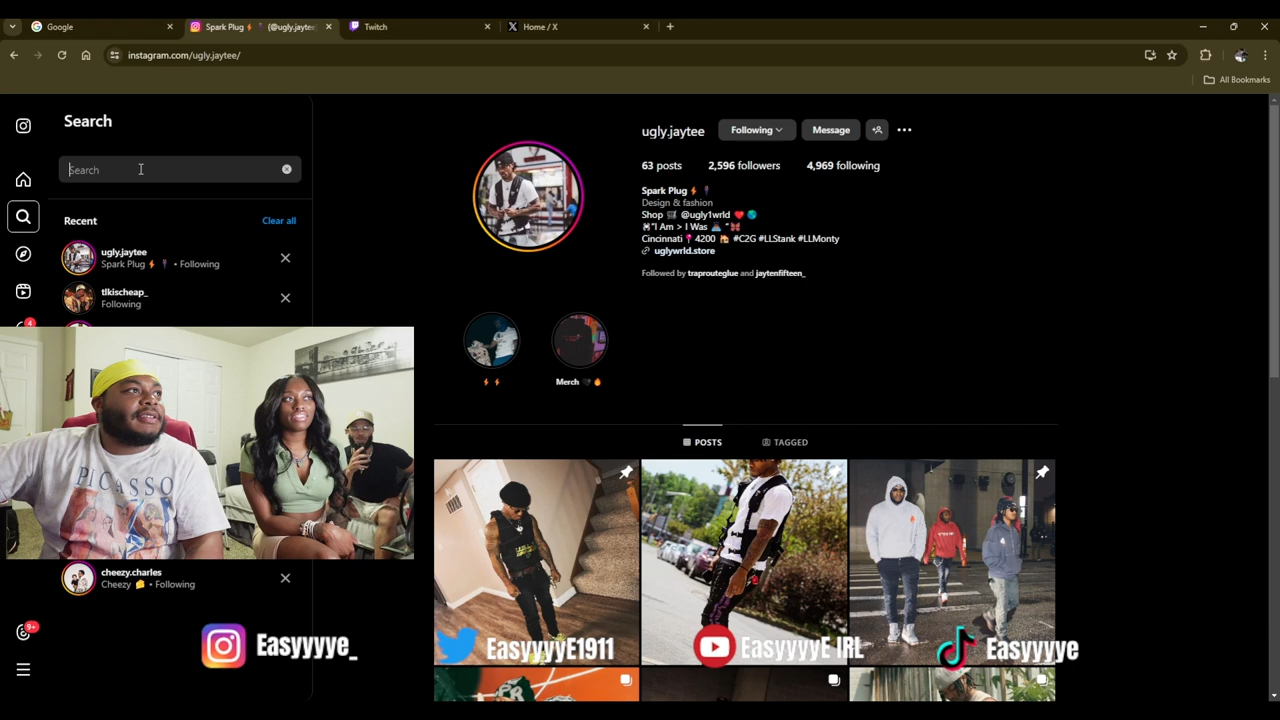 Google
Spark Plug⚡ (@ugly.jaytee
Twitch
Home / X
instagram.com/ugly.jaytee/
All Bookmarks
Search
Search
Recent
Clear all
ugly.jaytee
Spark Plug ⚡ • Following
tlkischeap_
Following
4
cheezy.charles
Cheezy 🧀 • Following
9+
ugly.jaytee
Following
Message
63 posts
2,596 followers
4,969 following
Spark Plug⚡
Design & fashion
Shop 🛒 @ugly1wrld ❤️🌎
"I Am > I Was "
Cincinnati📍4200 🏠 #C2G #LLStank #LLMonty
uglywrld.store
Followed by traprouteglue and jaytenfifteen_
⚡⚡
Merch 🖤🔥
POSTS
TAGGED
PICASSO
Easyyyye_
EasyyyyE1911
EasyyyyE IRL
Easyyyye